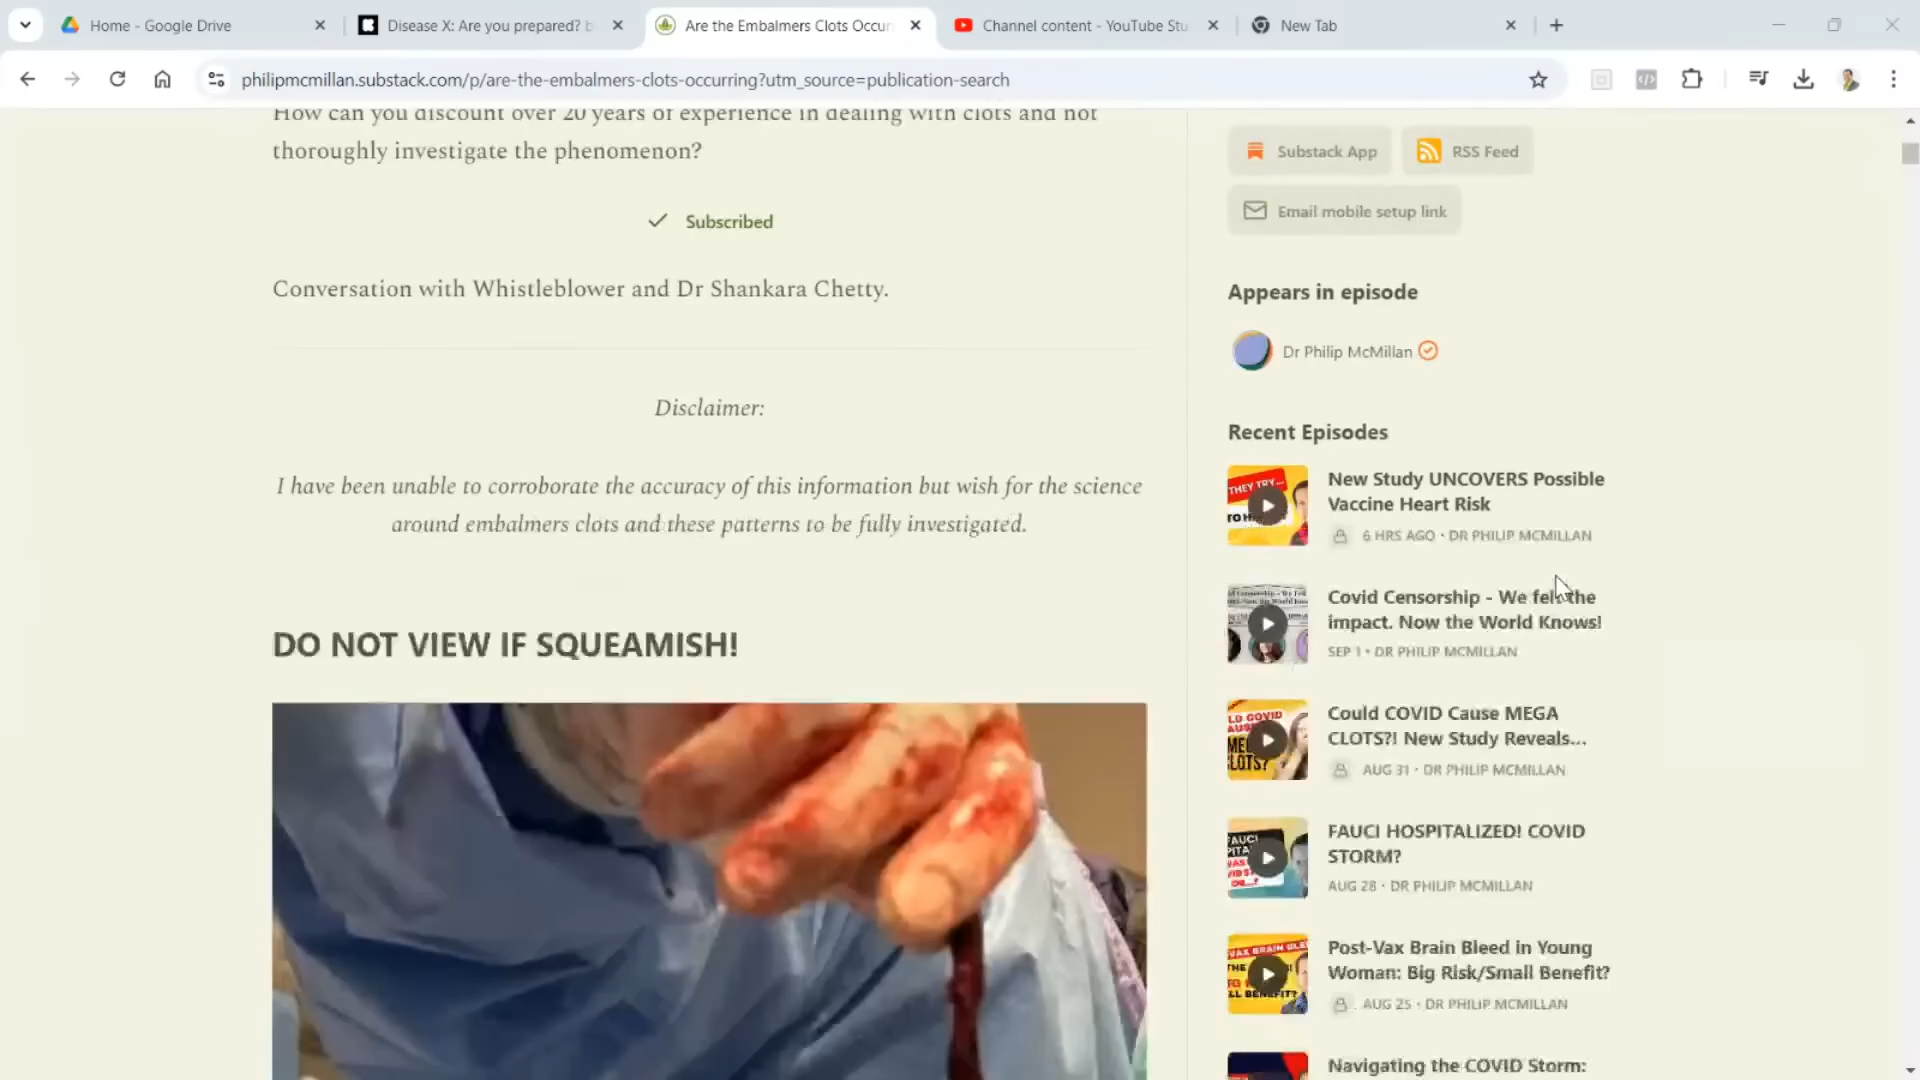 Home - Google Drive
Disease X: Are you prepared? b
Are the Embalmers Clots Occur
Channel content - YouTube Stu
New Tab
philipmcmillan.substack.com/p/are-the-embalmers-clots-occurring?utm_source=publication-search
How can you discount over 20 years of experience in dealing with clots and not
thoroughly investigate the phenomenon?
Subscribed
Conversation with Whistleblower and Dr Shankara Chetty.
Disclaimer:
I have been unable to corroborate the accuracy of this information but wish for the science
around embalmers clots and these patterns to be fully investigated.
DO NOT VIEW IF SQUEAMISH!
Substack App
RSS Feed
Email mobile setup link
Appears in episode
Dr Philip McMillan
Recent Episodes
New Study UNCOVERS Possible
Vaccine Heart Risk
6 HRS AGO • DR PHILIP MCMILLAN
Covid Censorship - We felt the
impact. Now the World Knows!
SEP 1 • DR PHILIP MCMILLAN
Could COVID Cause MEGA
CLOTS?! New Study Reveals...
AUG 31 • DR PHILIP MCMILLAN
FAUCI HOSPITALIZED! COVID
STORM?
AUG 28 • DR PHILIP MCMILLAN
Post-Vax Brain Bleed in Young
Woman: Big Risk/Small Benefit?
AUG 25 • DR PHILIP MCMILLAN
Navigating the COVID Storm: